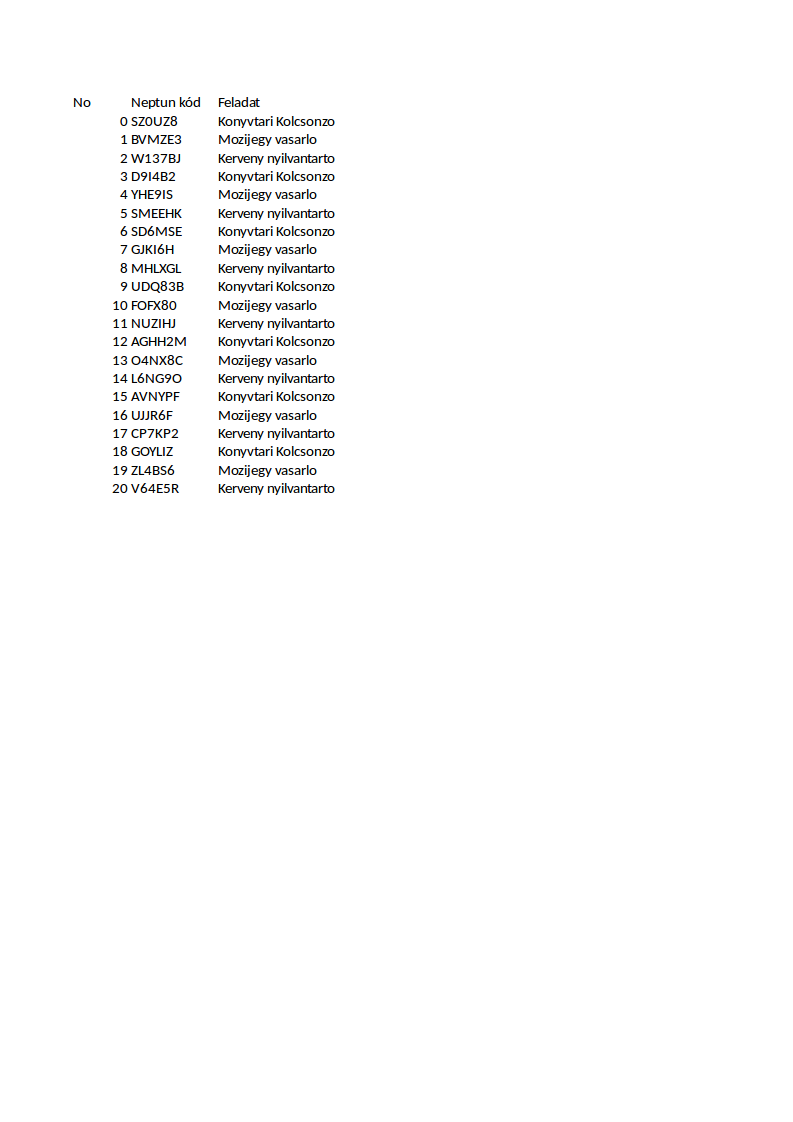 No Neptun kód Feladat
0 SZ0UZ8 Konyvtari Kolcsonzo
1 BVMZE3 Mozijegy vasarlo
2 W137BJ Kerveny nyilvantarto
3 D9I4B2 Konyvtari Kolcsonzo
4 YHE9IS Mozijegy vasarlo
5 SMEEHK Kerveny nyilvantarto
6 SD6MSE Konyvtari Kolcsonzo
7 GJKI6H Mozijegy vasarlo
8 MHLXGL Kerveny nyilvantarto
9 UDQ83B Konyvtari Kolcsonzo
10 FOFX80 Mozijegy vasarlo
11 NUZIHJ Kerveny nyilvantarto
12 AGHH2M Konyvtari Kolcsonzo
13 O4NX8C Mozijegy vasarlo
14 L6NG9O Kerveny nyilvantarto
15 AVNYPF Konyvtari Kolcsonzo
16 UJJR6F Mozijegy vasarlo
17 CP7KP2 Kerveny nyilvantarto
18 GOYLIZ Konyvtari Kolcsonzo
19 ZL4BS6 Mozijegy vasarlo
20 V64E5R Kerveny nyilvantarto